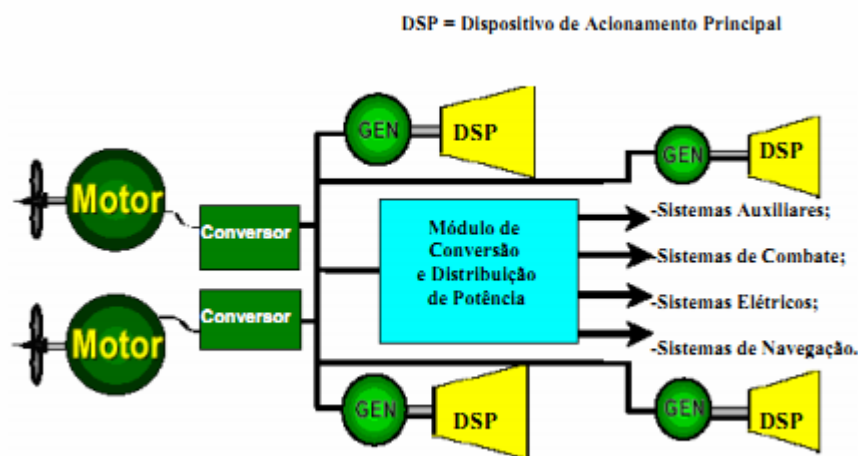 DSP = Dispositivo de Acionamento Principal
GEN
DSP
GEN
DSP
Motor
Conversor
Módulo de
Conversão
e Distribuição
de Potência
-Sistemas Auxiliares;
-Sistemas de Combate;
-Sistemas Elétricos;
-Sistemas de Navegação.
Motor
Conversor
GEN
DSP
GEN
DSP